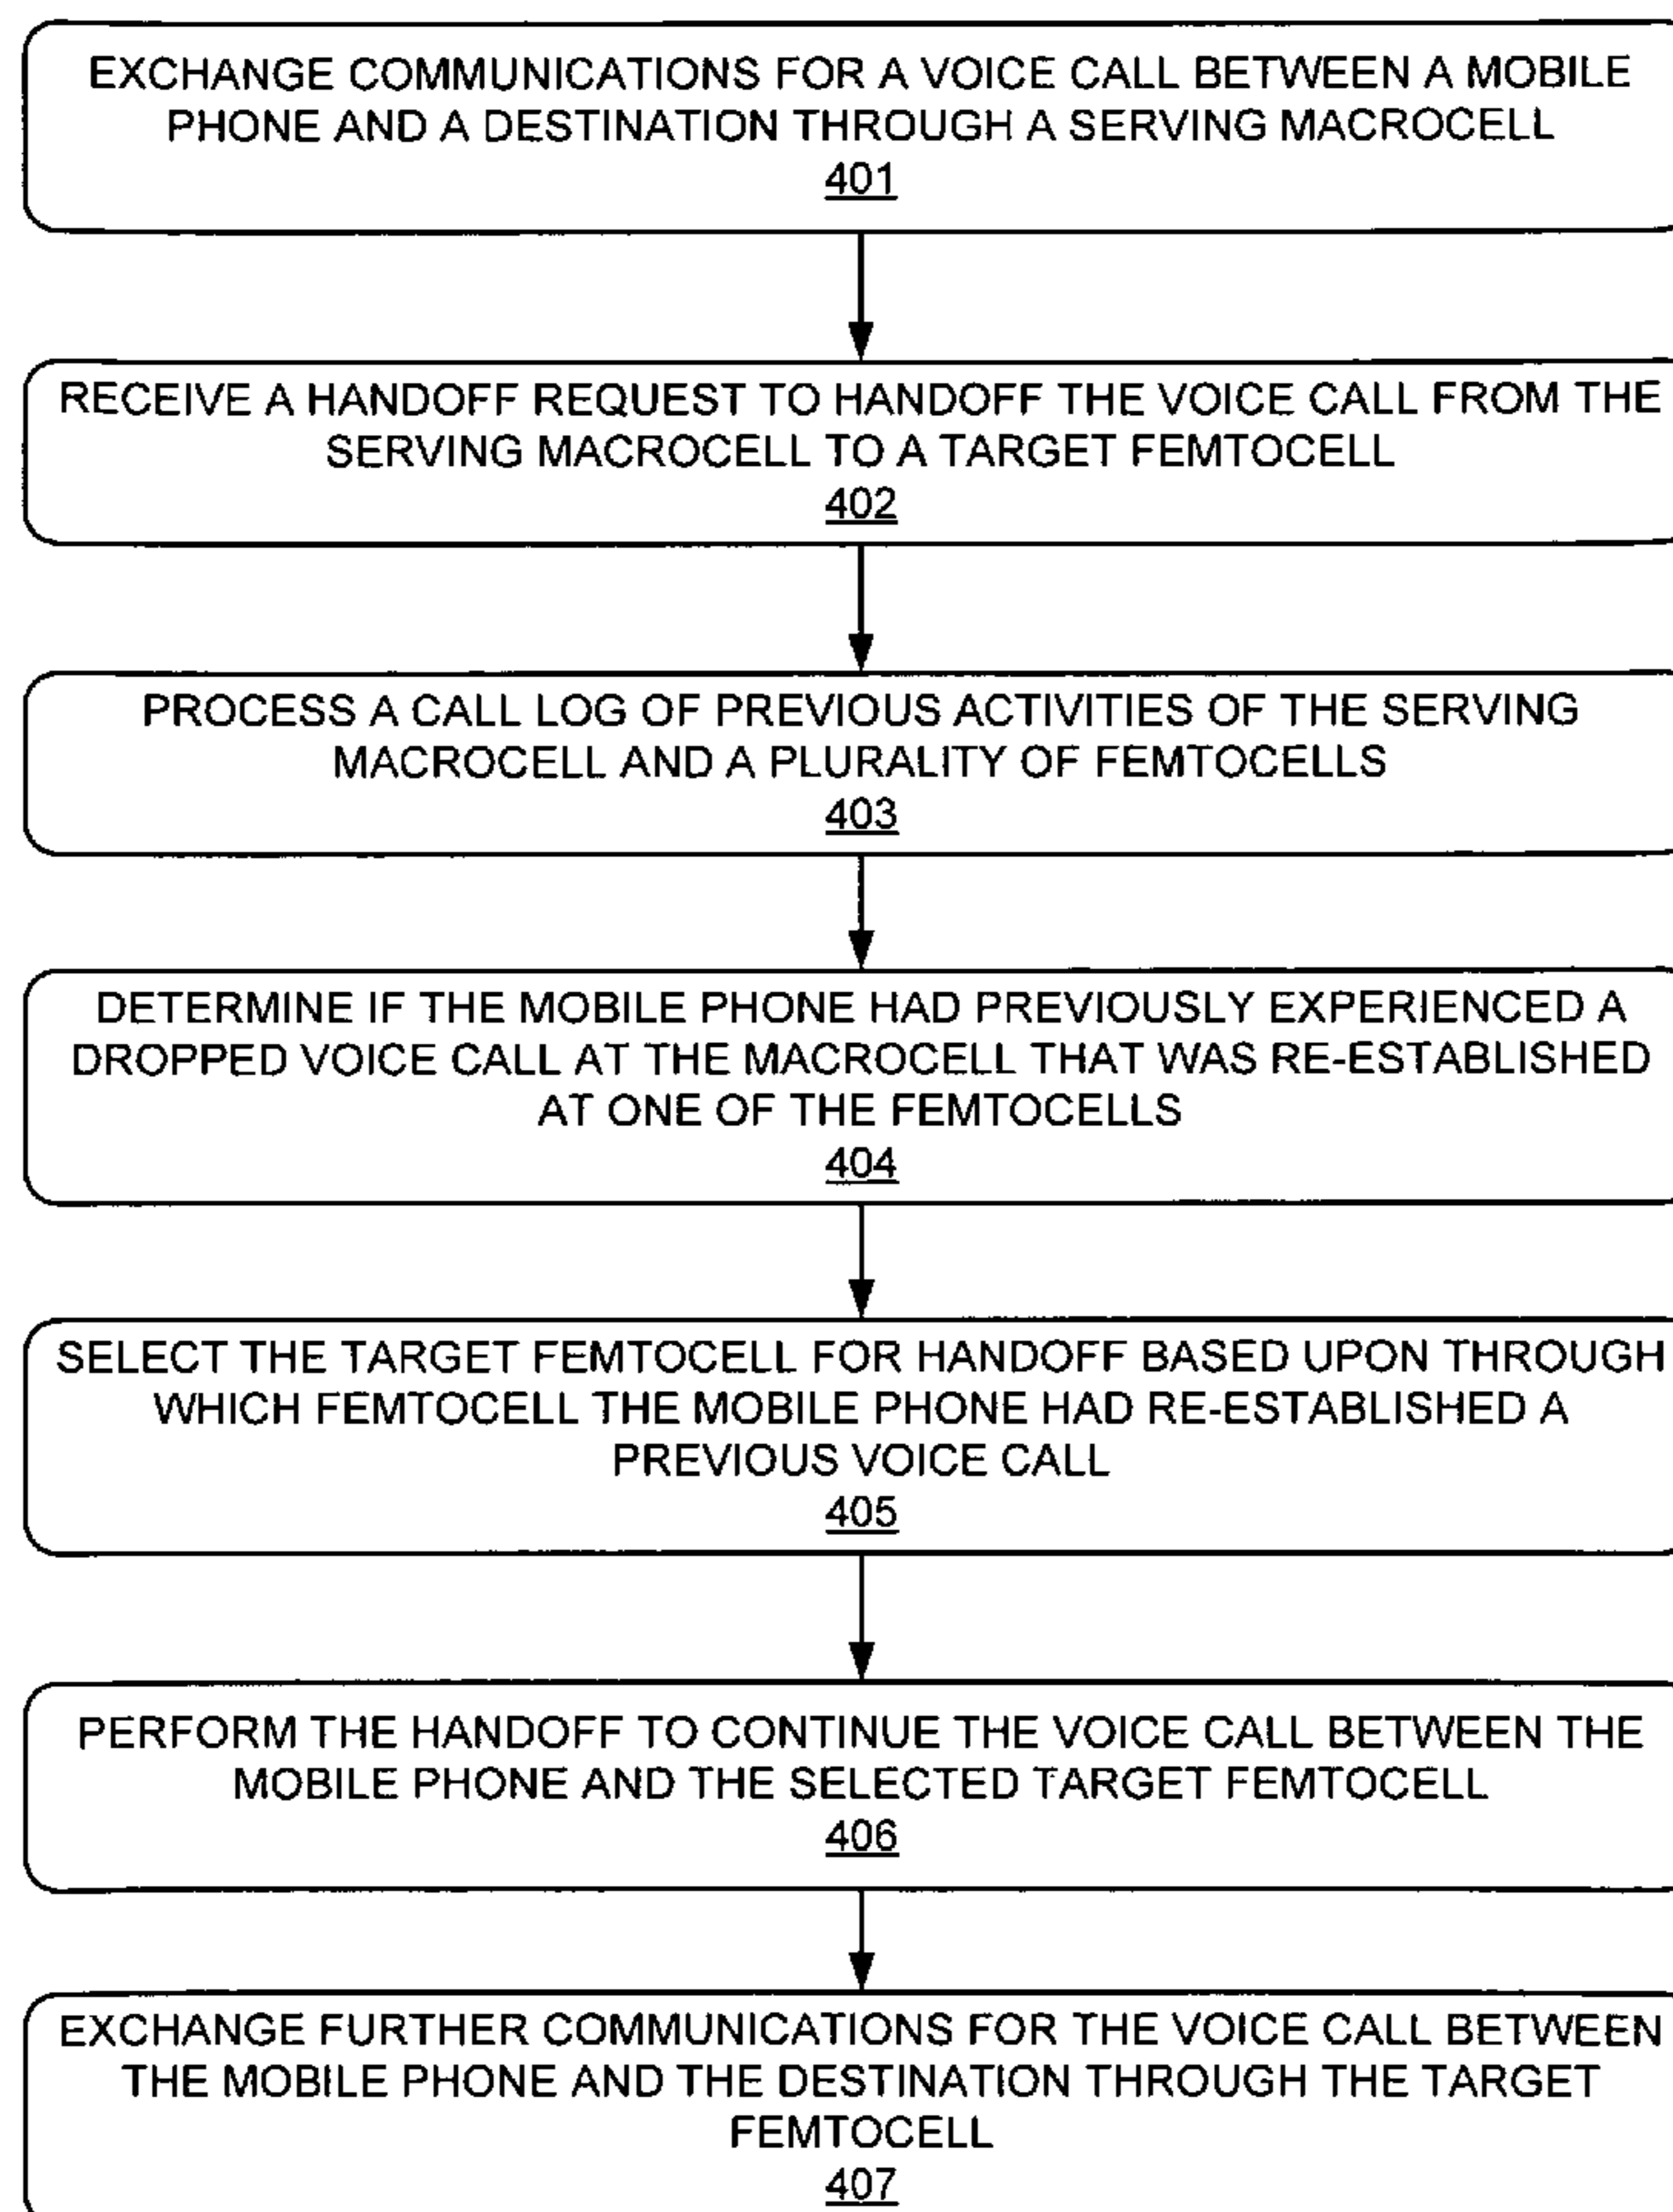 EXCHANGE COMMUNICATIONS FOR A VOICE CALL BETWEEN A MOBILE
PHONE AND A DESTINATION THROUGH A SERVING MACROCELL
401
RECEIVE A HANDOFF REQUEST TO HANDOFF THE VOICE CALL FROM THE
SERVING MACROCELL TO A TARGET FEMTOCELL
402
PROCESS A CALL LOG OF PREVIOUS ACTIVITIES OF THE SERVING
MACROCELL AND A PLURALITY OF FEMTOCELLS
403
DETERMINE IF THE MOBILE PHONE HAD PREVIOUSLY EXPERIENCED A
DROPPED VOICE CALL AT THE MACROCELL THAT WAS RE-ESTABLISHED
AT ONE OF THE FEMTOCELLS
404
SELECT THE TARGET FEMTOCELL FOR HANDOFF BASED UPON THROUGH
WHICH FEMTOCELL THE MOBILE PHONE HAD RE-ESTABLISHED A
PREVIOUS VOICE CALL
405
PERFORM THE HANDOFF TO CONTINUE THE VOICE CALL BETWEEN THE
MOBILE PHONE AND THE SELECTED TARGET FEMTOCELL
406
EXCHANGE FURTHER COMMUNICATIONS FOR THE VOICE CALL BETWEEN
THE MOBILE PHONE AND THE DESTINATION THROUGH THE TARGET
FEMTOCELL
407